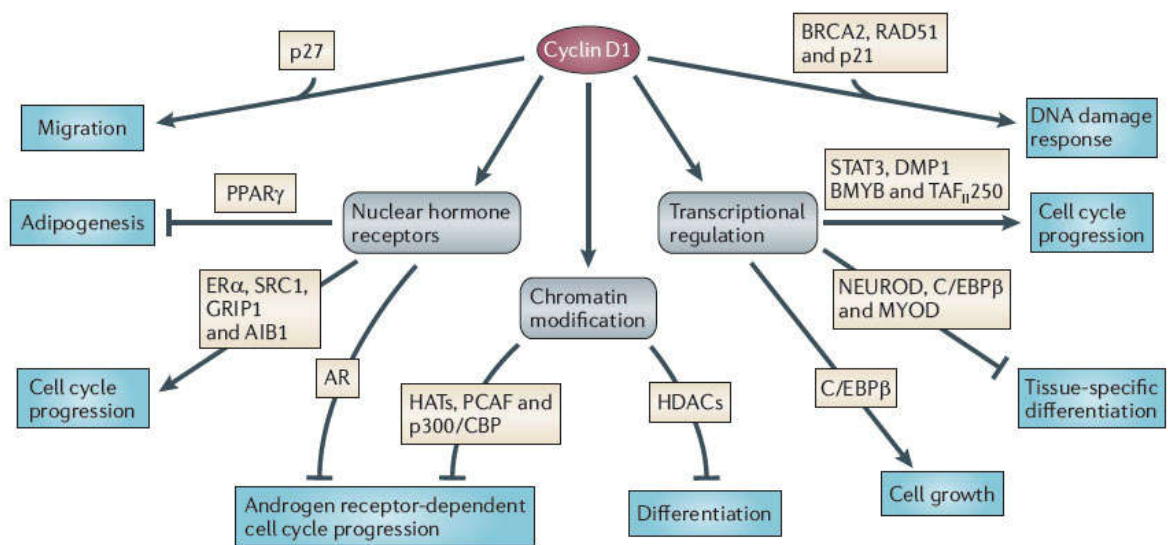 Cyclin D1
p27
BRCA2, RAD51
and p21
Migration
DNA damage
response
PPARγ
STAT3, DMP1
BMYB and TAF_II250
Adipogenesis
Nuclear hormone
receptors
Transcriptional
regulation
Cell cycle
progression
ERα, SRC1,
GRIP1
and AIB1
Chromatin
modification
NEUROD, C/EBPβ
and MYOD
Cell cycle
progression
AR
HATs, PCAF and
p300/CBP
HDACs
C/EBPβ
Tissue-specific
differentiation
Androgen receptor-dependent
cell cycle progression
Differentiation
Cell growth